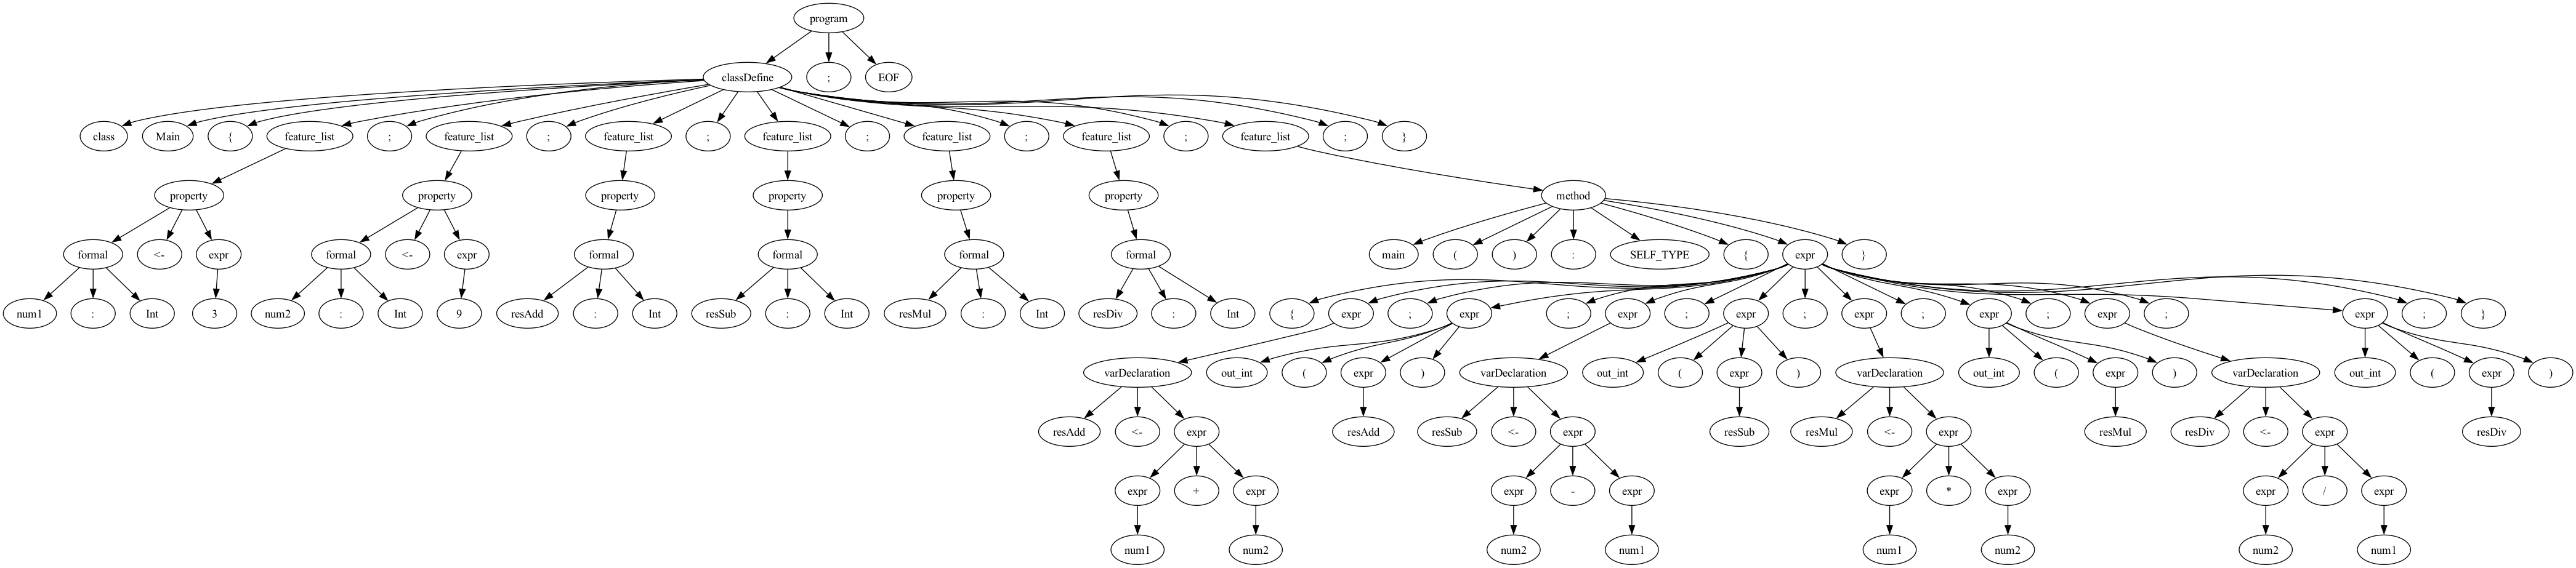 program
classDefine ; EOF
class Main { feature_list ; feature_list ; feature_list ; feature_list ; feature_list ; feature_list ; feature_list ; }
property property property property property property method
formal <- expr formal <- expr formal formal formal formal main ( ) : SELF_TYPE { expr }
num1 : Int 3 num2 : Int 9 resAdd : Int resSub : Int resMul : Int resDiv : Int { expr ; expr ; expr ; expr ; expr ; expr ; expr ; expr ; }
varDeclaration out_int ( expr ) varDeclaration out_int ( expr ) varDeclaration out_int ( expr ) varDeclaration out_int ( expr )
resAdd <- expr resAdd resSub <- expr resSub resMul <- expr resMul resDiv <- expr resDiv
expr + expr expr - expr expr * expr expr / expr
num1 num2 num2 num1 num1 num2 num2 num1